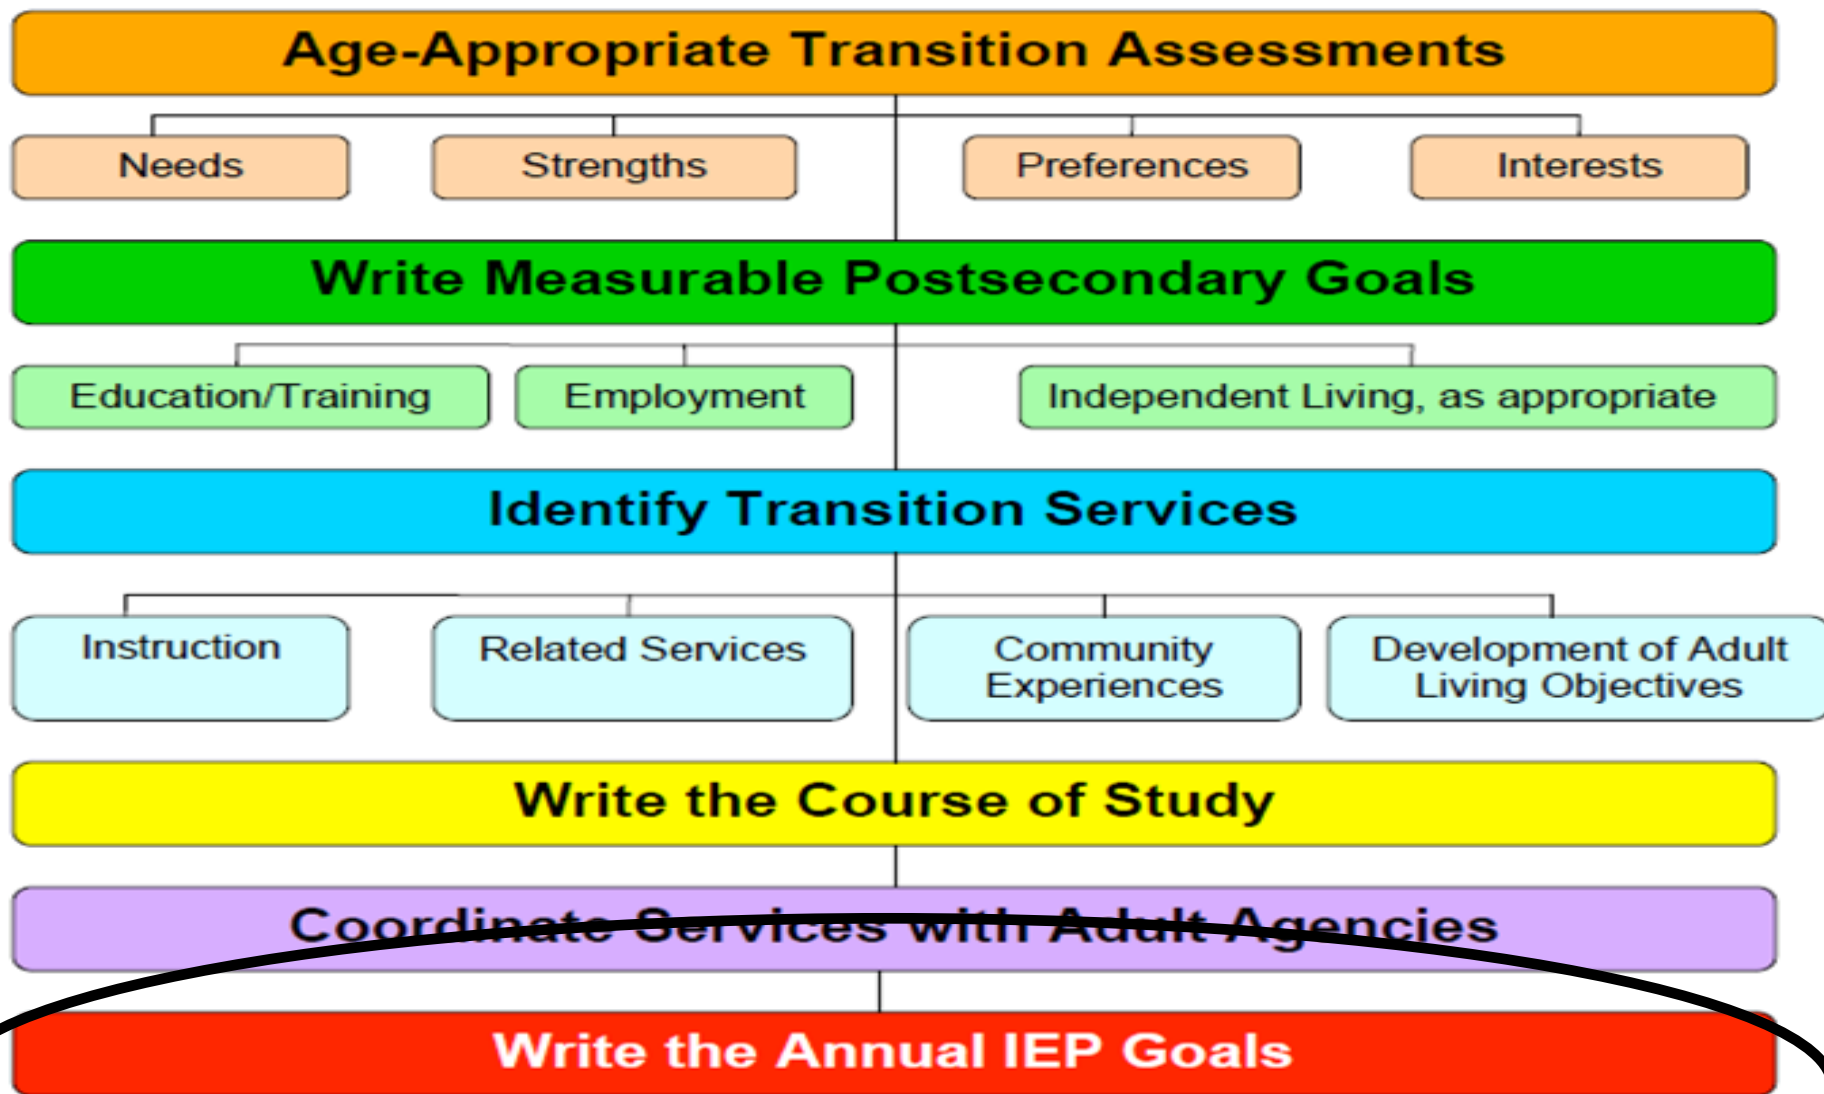 Age-Appropriate Transition Assessments
Needs
Strengths
Preferences
Interests
Write Measurable Postsecondary Goals
Education/Training
Employment
Independent Living, as appropriate
Identify Transition Services
Instruction
Related Services
Community
Experiences
Development of Adult
Living Objectives
Write the Course of Study
Coordinate Services with Adult Agencies
Write the Annual IEP Goals